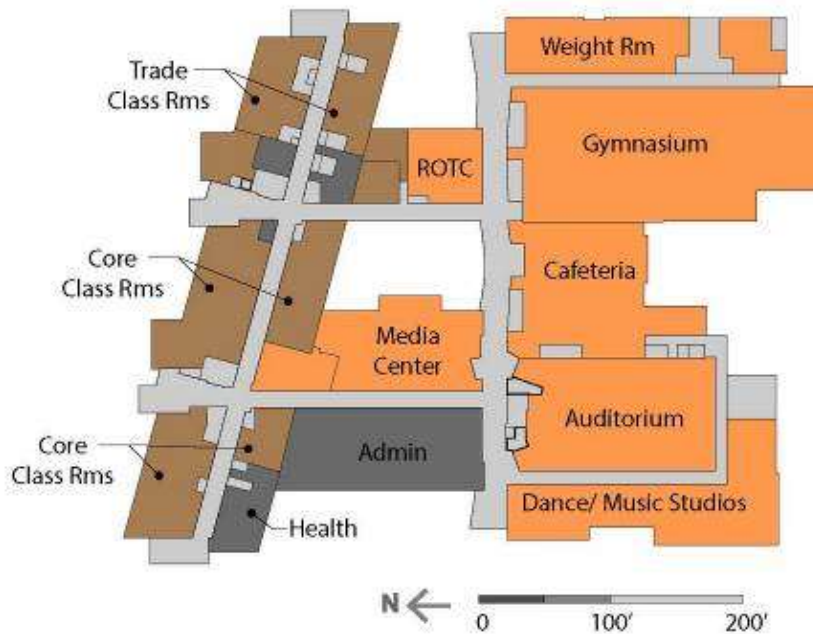 Weight Rm
Trade
Class Rms
Gymnasium
ROTC
Core
Class Rms
Cafeteria
Media
Center
Auditorium
Core
Class Rms
Admin
Dance/ Music Studios
Health
N
0 100' 200'